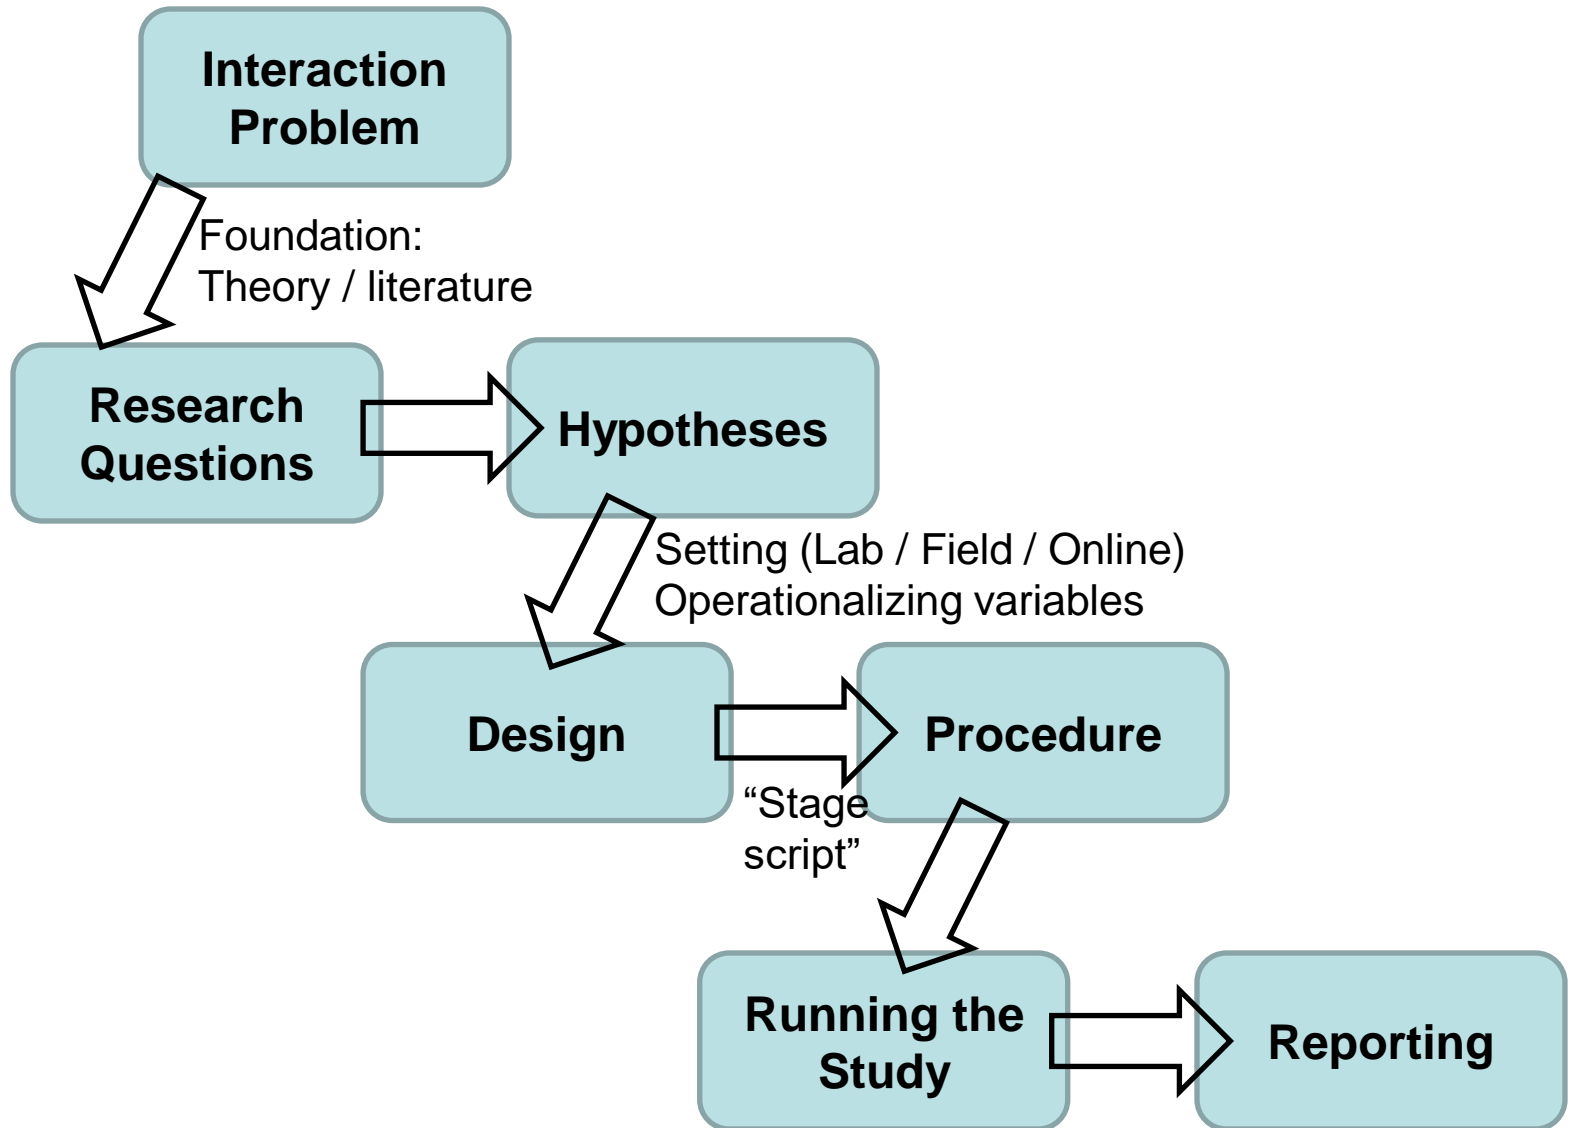 Interaction
Problem
Foundation:
Theory / literature
Research
Questions
Hypotheses
Setting (Lab / Field / Online)
Operationalizing variables
Design
Procedure
“Stage
script”
Running the
Study
Reporting